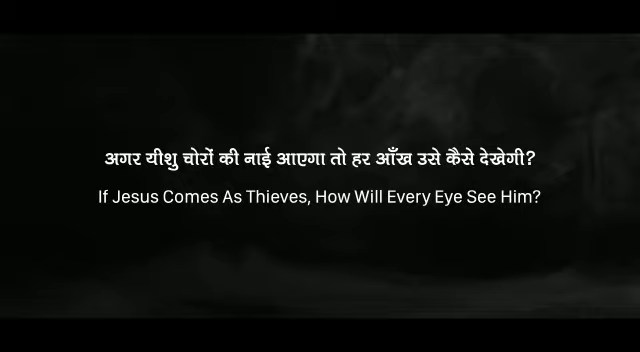 अगर यीशु चोरों की नाई आएगा तो हर आँख उसे कैसे देखेगी?
If Jesus Comes As Thieves, How Will Every Eye See Him?